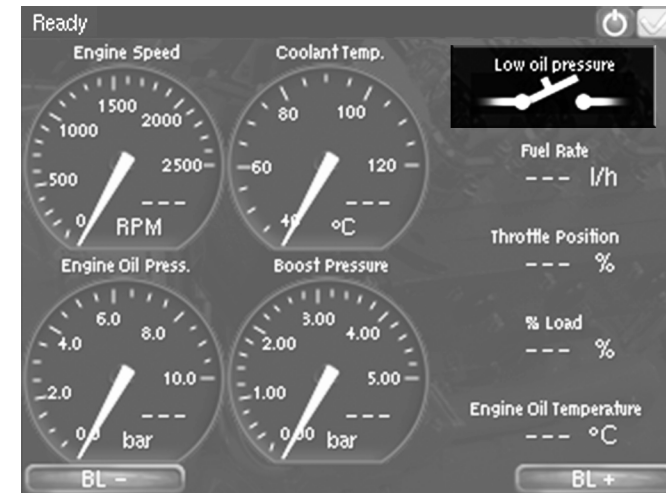 Ready
Engine Speed
0
500
1000
1500
2000
2500
---
RPM
Coolant Temp.
40
60
80
100
120
---
°C
Low oil pressure
Fuel Rate
--- l/h
Throttle Position
--- %
% Load
--- %
Engine Oil Temperature
--- °C
Engine Oil Press.
0.0
2.0
4.0
6.0
8.0
10.0
---
bar
Boost Pressure
0.00
1.00
2.00
3.00
4.00
5.00
---
bar
BL -
BL +